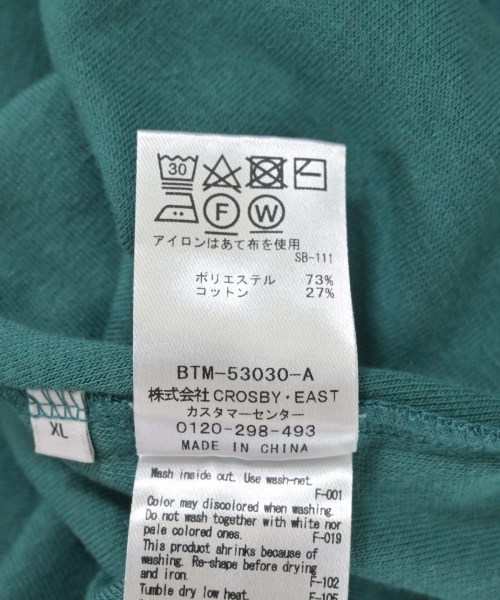 30
F W
アイロンはあて布を使用
SB-111
ポリエステル 73%
コットン 27%
BTM-53030-A
株式会社CROSBY・EAST
カスタマーセンター
0120-298-493
MADE IN CHINA
XL
Wash inside out. Use wash-net.
F-001
Color may discolored when washing.
Do not wash together with white nor
pale colored ones. F-019
This product shrinks because of
washing. Re-shape before drying
and iron. F-102
Tumble dry low heat. F-105